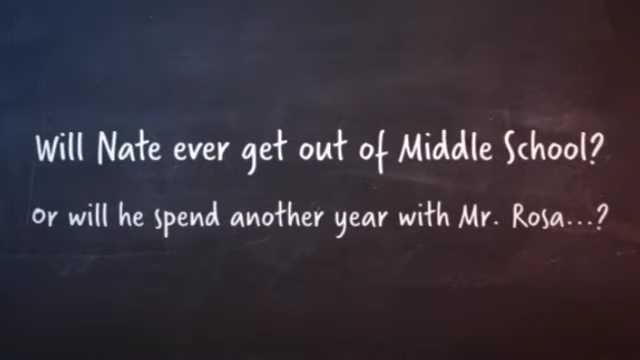 Will Nate ever get out of Middle School?
or will he spend another year with Mr. Rosa...?